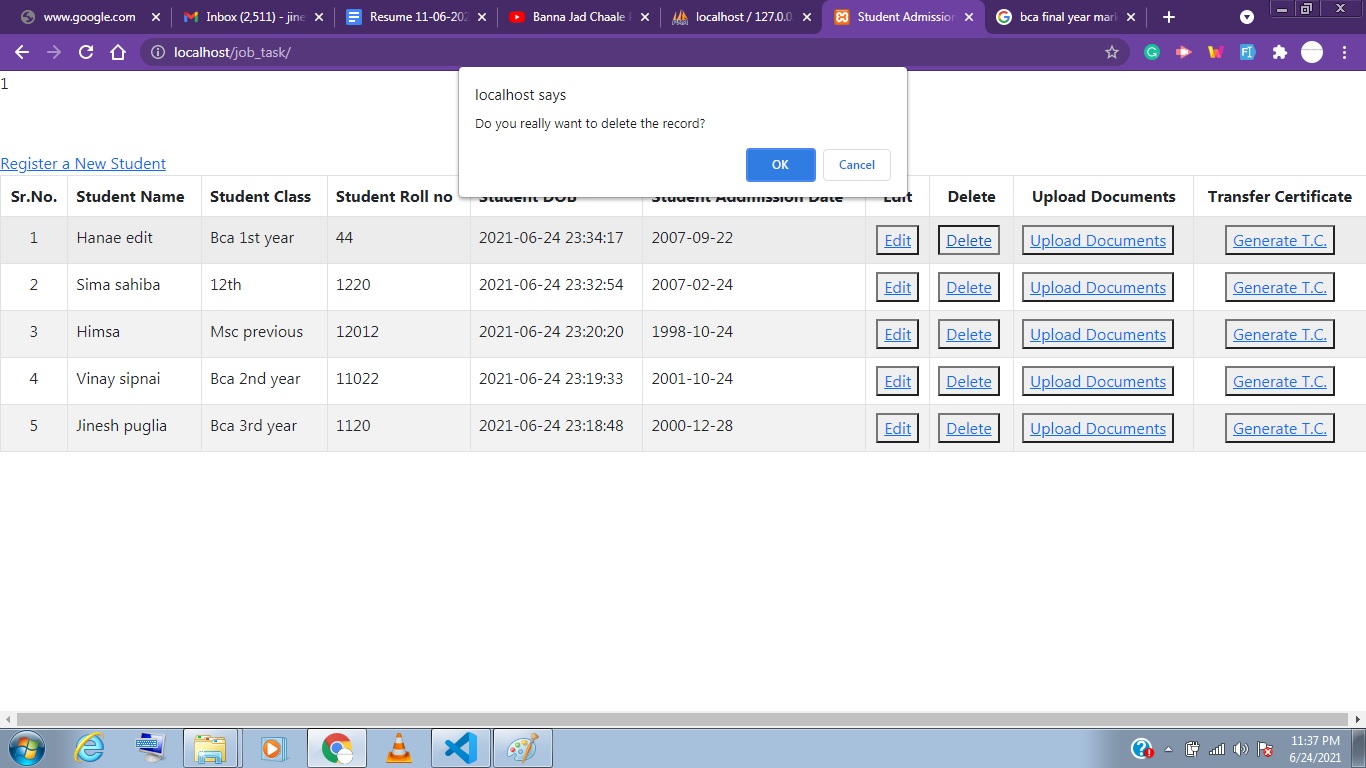 www.google.com
Inbox (2,511) - jine
Resume 11-06-202
Banna Jad Chaale
localhost / 127.0.0.
Student Admission
bca final year mar
localhost/job_task/
1
localhost says
Do you really want to delete the record?
OK Cancel
Register a New Student
Sr.No. Student Name Student Class Student Roll no Student DOB Student Addmission Date Edit Delete Upload Documents Transfer Certificate
1 Hanae edit Bca 1st year 44 2021-06-24 23:34:17 2007-09-22 Edit Delete Upload Documents Generate T.C.
2 Sima sahiba 12th 1220 2021-06-24 23:32:54 2007-02-24 Edit Delete Upload Documents Generate T.C.
3 Himsa Msc previous 12012 2021-06-24 23:20:20 1998-10-24 Edit Delete Upload Documents Generate T.C.
4 Vinay sipnai Bca 2nd year 11022 2021-06-24 23:19:33 2001-10-24 Edit Delete Upload Documents Generate T.C.
5 Jinesh puglia Bca 3rd year 1120 2021-06-24 23:18:48 2000-12-28 Edit Delete Upload Documents Generate T.C.
11:37 PM
6/24/2021